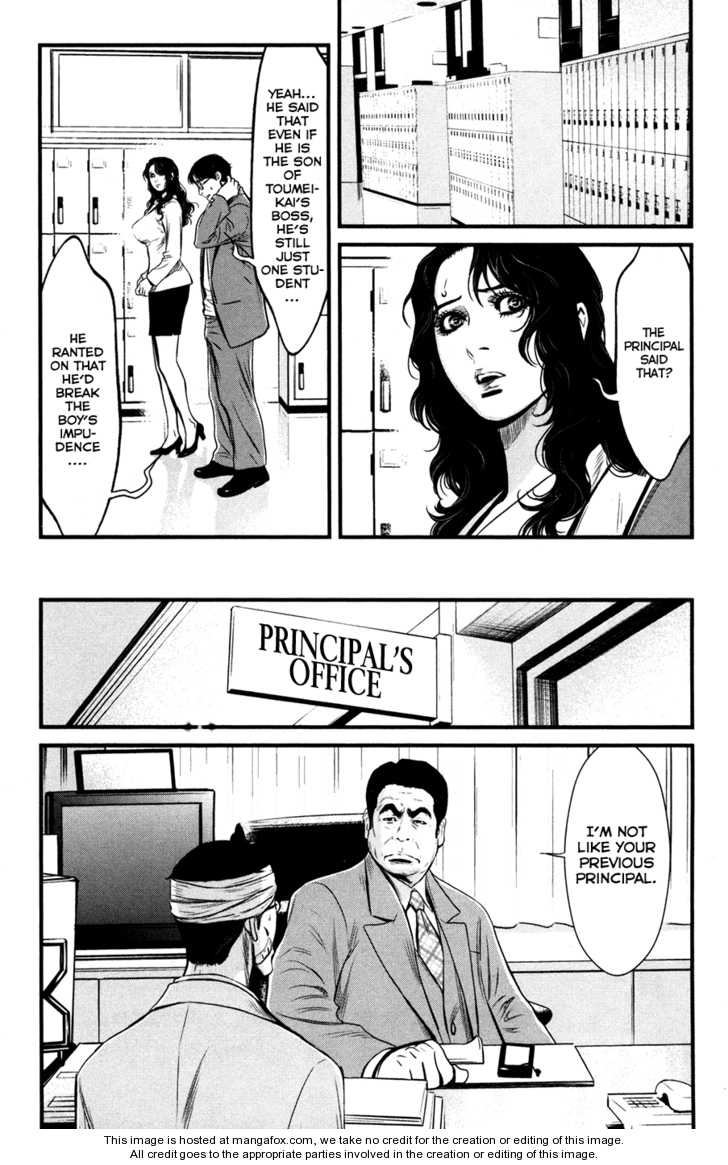 THE
PRINCIPAL
SAID
THAT?
YEAH...
HE SAID
THAT
EVEN IF
HE IS
THE SON
OF
TOUMEI-
KAI'S
BOSS,
HE'S
STILL
JUST
ONE STU-
DENT
...
HE
RANTED
ON THAT
HE'D
BREAK
THE
BOY'S
IMPU-
DENCE
....
PRINCIPAL'S
OFFICE
I'M NOT
LIKE YOUR
PREVIOUS
PRINCIPAL.
This image is hosted at mangafox.com, we take no credit for the creation or editing of this image.
All credit goes to the appropriate parties involved in the creation or editing of this image.